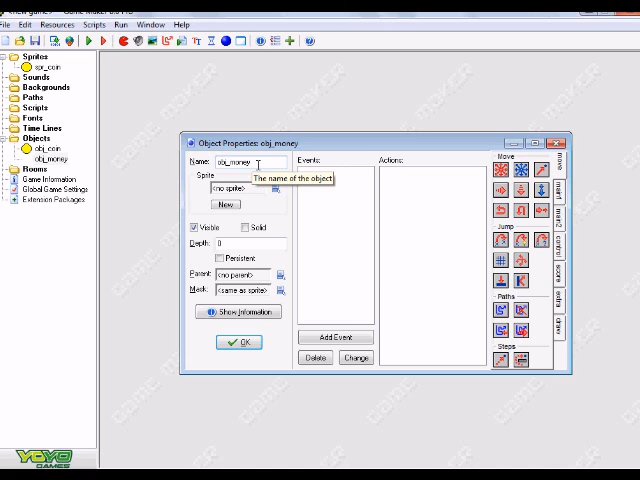 File Edit Resources Scripts Run Window Help
Sprites
spr_coin
Sounds
Backgrounds
Paths
Scripts
Fonts
Time Lines
Objects
obj_coin
obj_money
Rooms
Game Information
Global Game Settings
Extension Packages
YOYO
GAMES
Object Properties: obj_money
Name: obj_money
The name of the object
Sprite
<no sprite>
New
Visible Solid
Depth: 0
Persistent
Parent: <no parent>
Mask: <same as sprite>
Show Information
OK
Events:
Add Event
Delete Change
Actions:
Move
Jump
Paths
Steps
move
main1
main2
control
score
extra
draw
GAME MAKER